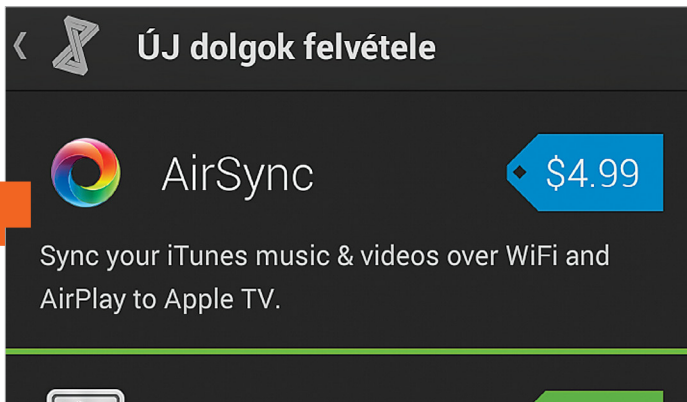 ÚJ dolgok felvétele
AirSync
$4.99
Sync your iTunes music & videos over WiFi and
AirPlay to Apple TV.